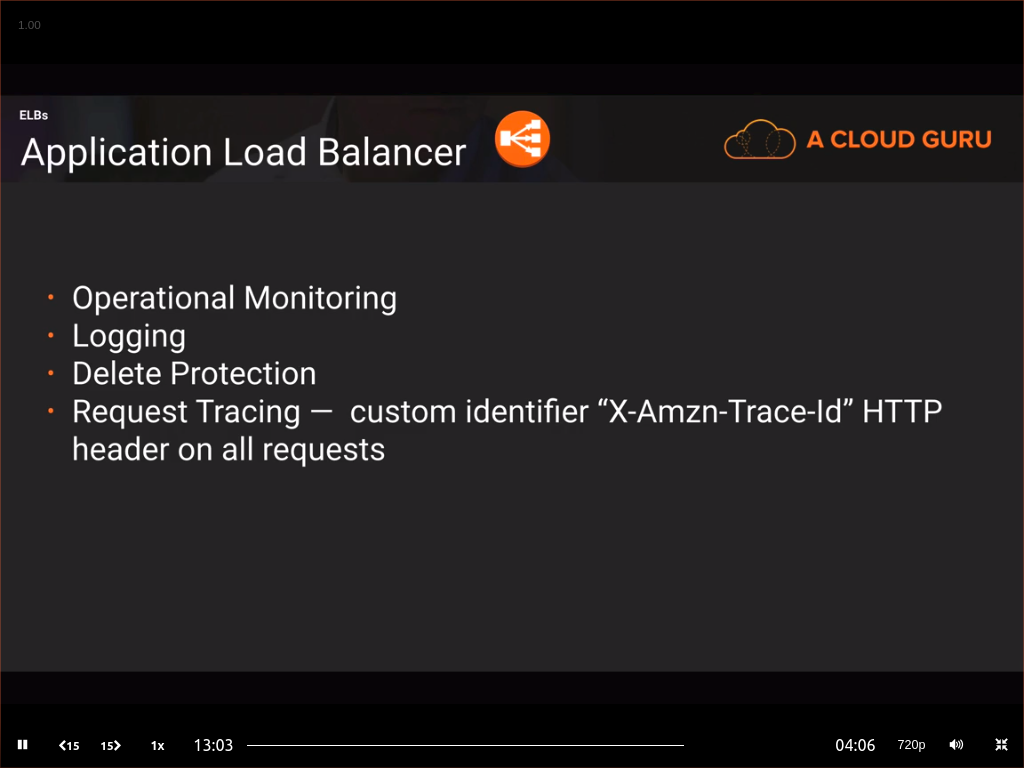 1.00
ELBs
Application Load Balancer
A CLOUD GURU
• Operational Monitoring
• Logging
• Delete Protection
• Request Tracing — custom identifier “X-Amzn-Trace-Id” HTTP
header on all requests
15 15 1x 13:03 04:06 720p